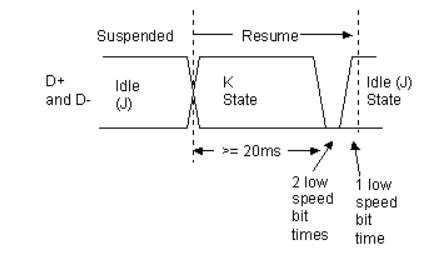 Suspended Resume
D+
and D-
Idle
(J)
K
State
Idle (J)
State
>= 20ms
2 low
speed
bit
times
1 low
speed
bit
time